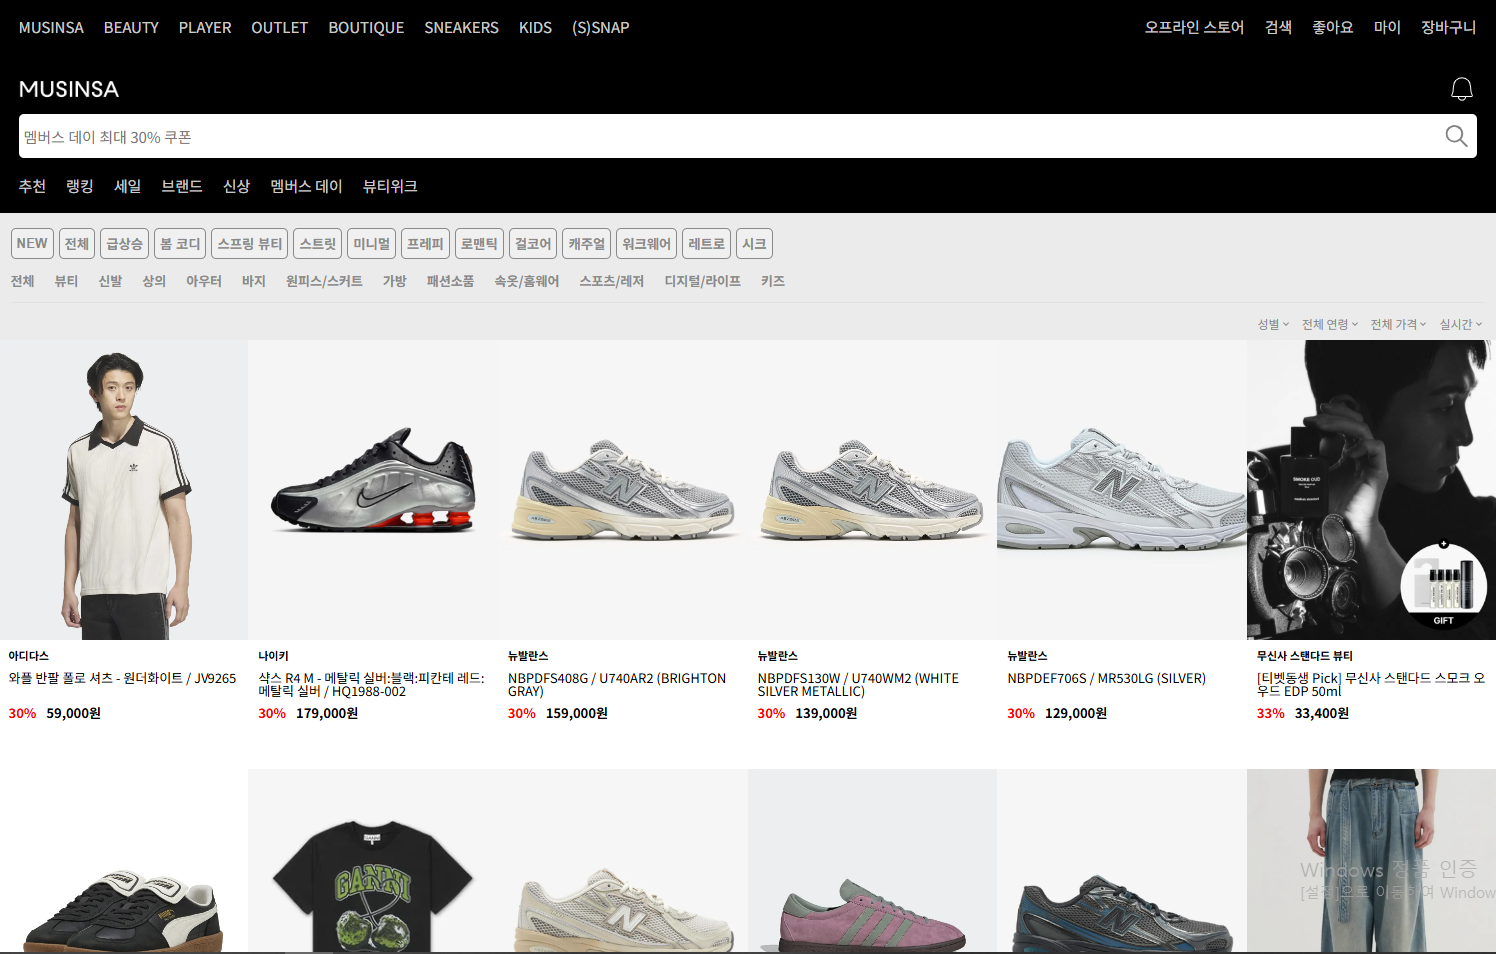 MUSINSA BEAUTY PLAYER OUTLET BOUTIQUE SNEAKERS KIDS (S)SNAP 오프라인 스토어 검색 좋아요 마이 장바구니
MUSINSA
멤버스 데이 최대 30% 쿠폰
추천 랭킹 세일 브랜드 신상 멤버스 데이 뷰티위크
NEW 전체 급상승 봄 코디 스프링 뷰티 스트릿 미니멀 프레피 로맨틱 걸코어 캐주얼 워크웨어 레트로 시크
전체 뷰티 신발 상의 아우터 바지 원피스/스커트 가방 패션소품 속옷/홈웨어 스포츠/레저 디지털/라이프 키즈
성별 전체 연령 전체 가격 실시간
SMOKE OUD
GIFT
아디다스
와플 반팔 폴로 셔츠 - 원더화이트 / JV9265
30% 59,000원
나이키
샥스 R4 M - 메탈릭 실버:블랙:피칸테 레드:
메탈릭 실버 / HQ1988-002
30% 179,000원
뉴발란스
NBPDFS408G / U740AR2 (BRIGHTON
GRAY)
30% 159,000원
뉴발란스
NBPDFS130W / U740WM2 (WHITE
SILVER METALLIC)
30% 139,000원
뉴발란스
NBPDEF706S / MR530LG (SILVER)
30% 129,000원
무신사 스탠다드 뷰티
[티벳동생 Pick] 무신사 스탠다드 스모크 오
우드 EDP 50ml
33% 33,400원
GANNI
Windows 정품 인증
[설정]으로 이동하여 Window